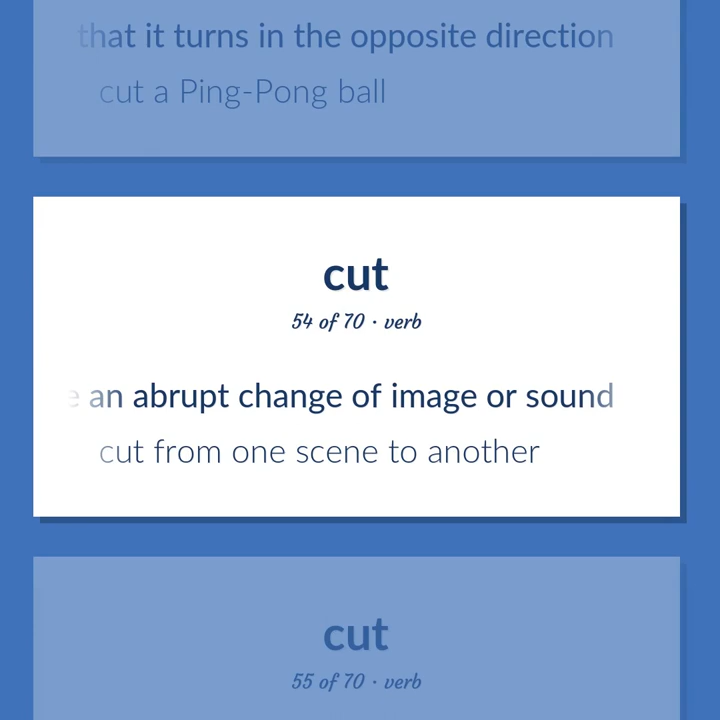 that it turns in the opposite direction
cut a Ping-Pong ball
cut
54 of 70 · verb
e an abrupt change of image or sound
cut from one scene to another
cut
55 of 70 · verb